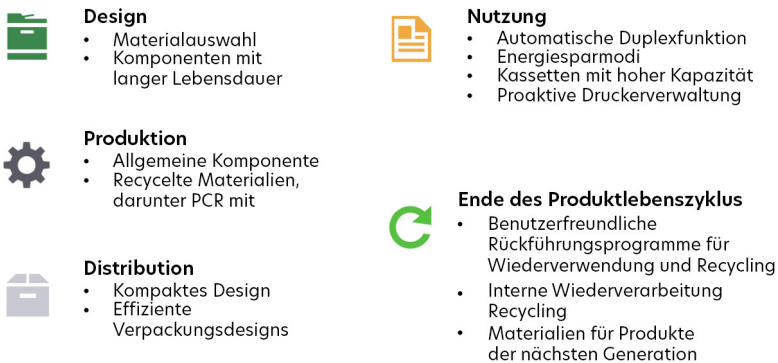 Design
• Materialauswahl
• Komponenten mit
langer Lebensdauer
Produktion
• Allgemeine Komponente
• Recycelte Materialien,
darunter PCR mit
Distribution
• Kompaktes Design
• Effiziente
Verpackungsdesigns
Nutzung
• Automatische Duplexfunktion
• Energiesparmodi
• Kassetten mit hoher Kapazität
• Proaktive Druckerverwaltung
Ende des Produktlebenszyklus
• Benutzerfreundliche
Rückführungsprogramme für
Wiederverwendung und Recycling
• Interne Wiederverarbeitung
Recycling
• Materialien für Produkte
der nächsten Generation